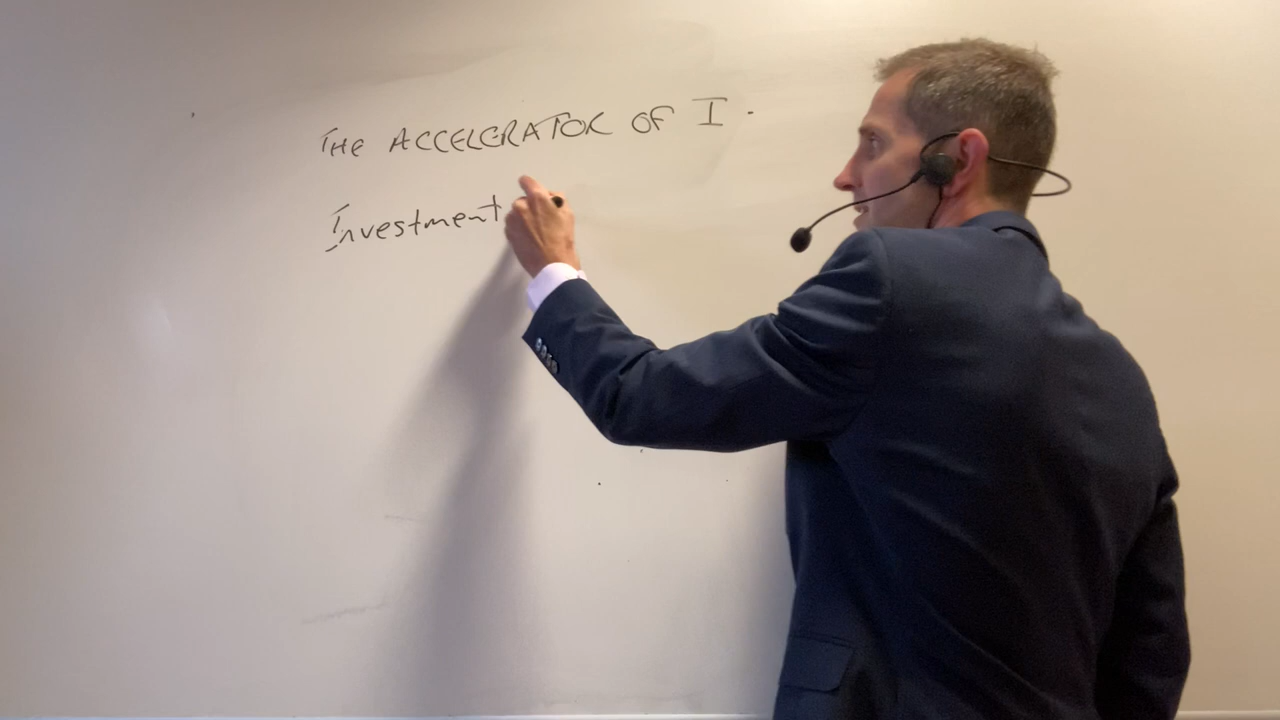 THE ACCELERATOR OF I.
Investment